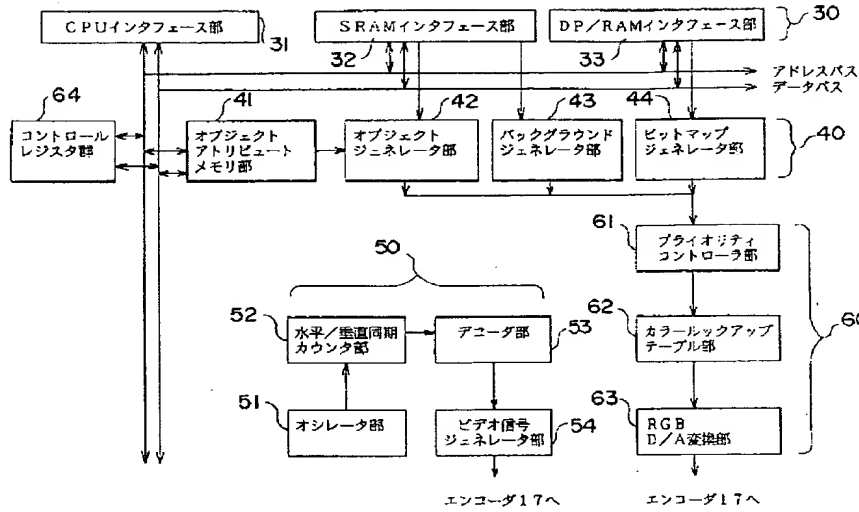 CPUインタフェース部
31
SRAMインタフェース部
32
DP/RAMインタフェース部
33
30
アドレスバス
データバス
64
コントロール
レジスタ群
41
オブジェクト
アトリビュート
メモリ部
42
オブジェクト
ジェネレータ部
43
バックグラウンド
ジェネレータ部
44
ビットマップ
ジェネレータ部
40
61
プライオリティ
コントローラ部
50
52
水平/垂直同期
カウンタ部
デコーダ部
53
62
カラールックアップ
テーブル部
60
51
オシレータ部
ビデオ信号
ジェネレータ部
54
63
RGB
D/A変換部
エンコーダ17へ
エンコーダ17へ